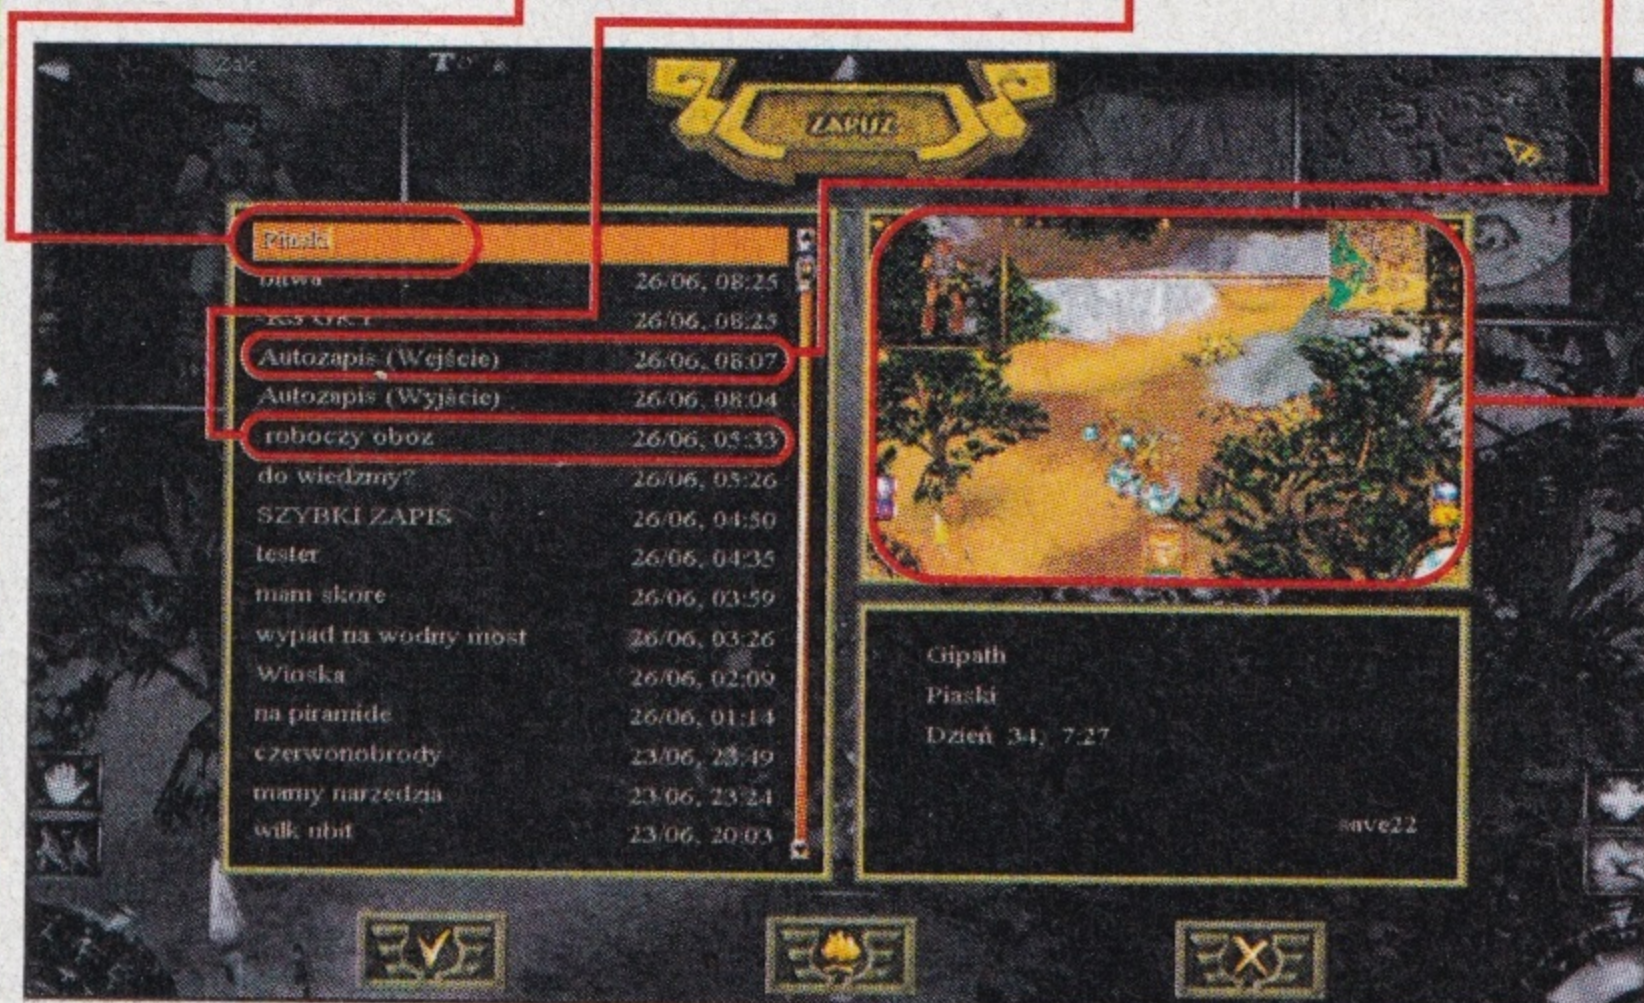 Zak
ZAPUZ
Piaski
bitwa 26/06, 08:25
26/06, 08:25
Autozapis (Wejście) 26/06, 08:07
Autozapis (Wyjście) 26/06, 08:04
roboczy oboz 26/06, 05:33
do wiedzmy? 26/06, 05:26
SZYBKI ZAPIS 26/06, 04:50
tester 26/06, 04:35
mam skore 26/06, 03:59
wypad na wodny most 26/06, 03:26
Wioska 26/06, 02:09
na piramide 26/06, 01:14
czerwonobrody 23/06, 23:49
mamy narzedzia 23/06, 23:24
wilk ubit 23/06, 20:03
Gipath
Piaski
Dzień 34, 7:27
save22